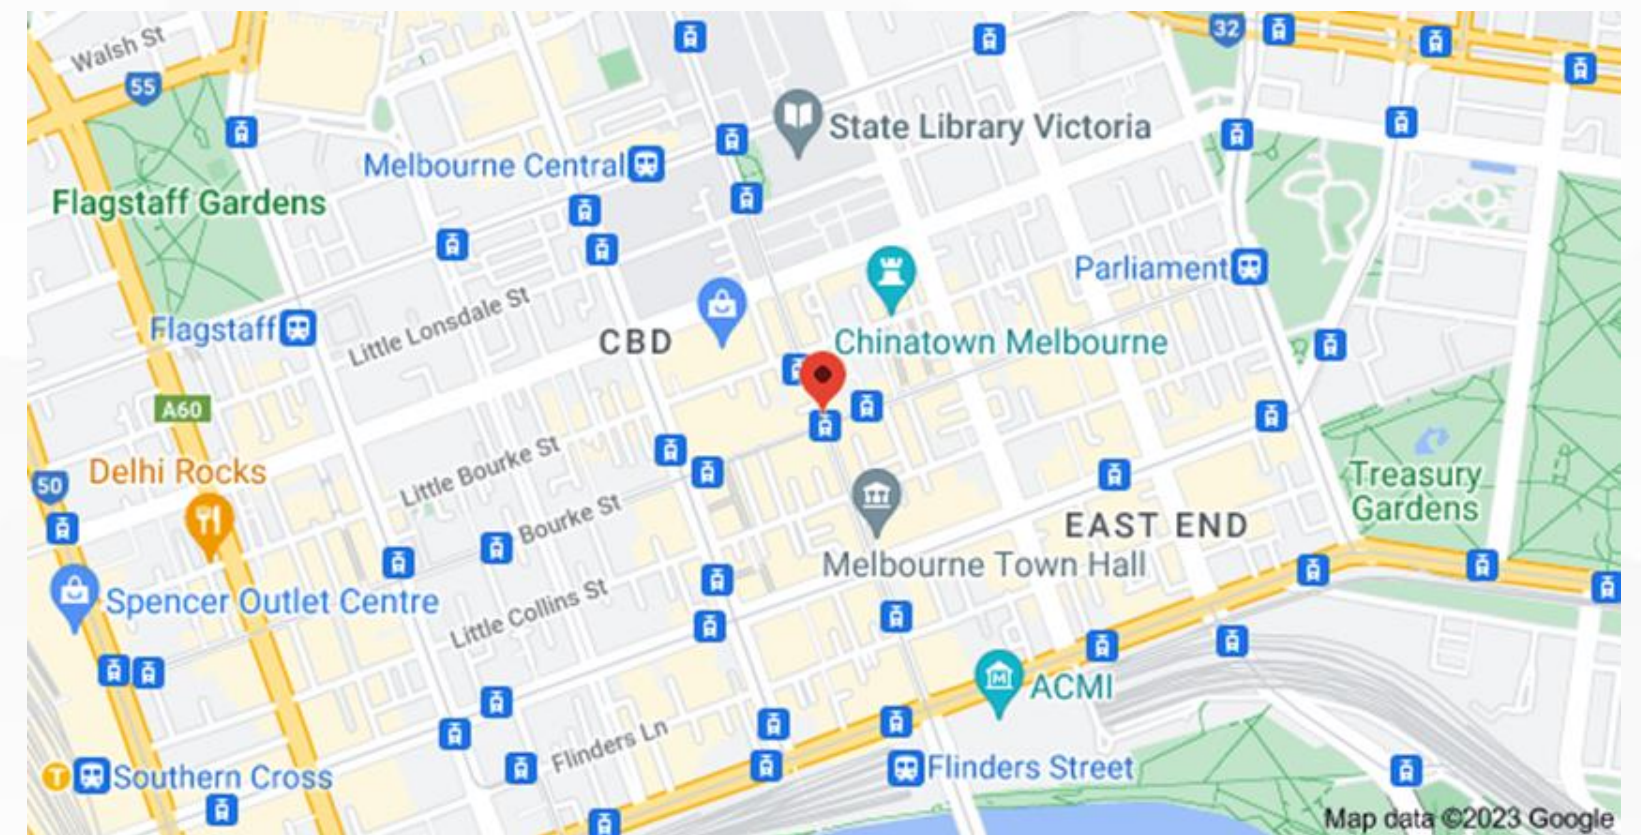 Walsh St
32
55
State Library Victoria
Melbourne Central
Flagstaff Gardens
Parliament
Little Lonsdale St
Flagstaff
CBD
Chinatown Melbourne
A60
Little Bourke St
Delhi Rocks
50
Treasury
Gardens
Bourke St
EAST END
Melbourne Town Hall
Spencer Outlet Centre
Little Collins St
M
ACMI
Flinders Ln
T
Southern Cross
Flinders Street
Map data ©2023 Google